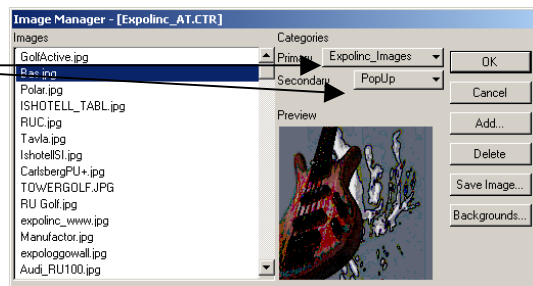 Image Manager - [Expolinc_AT.CTR]
Images
GolfActive.jpg
Bas.jpg
Polar.jpg
ISHOTELL_TABL.jpg
RUC.jpg
Tavla.jpg
IshotellSI.jpg
CarlsbergPU+.jpg
TOWERGOLF.JPG
RU Golf.jpg
expolinc_www.jpg
Manufactor.jpg
expologgowall.jpg
Audi_RU100.jpg
Categories
Primary Expolinc_Images
Secondary PopUp
Preview
OK
Cancel
Add...
Delete
Save Image...
Backgrounds...